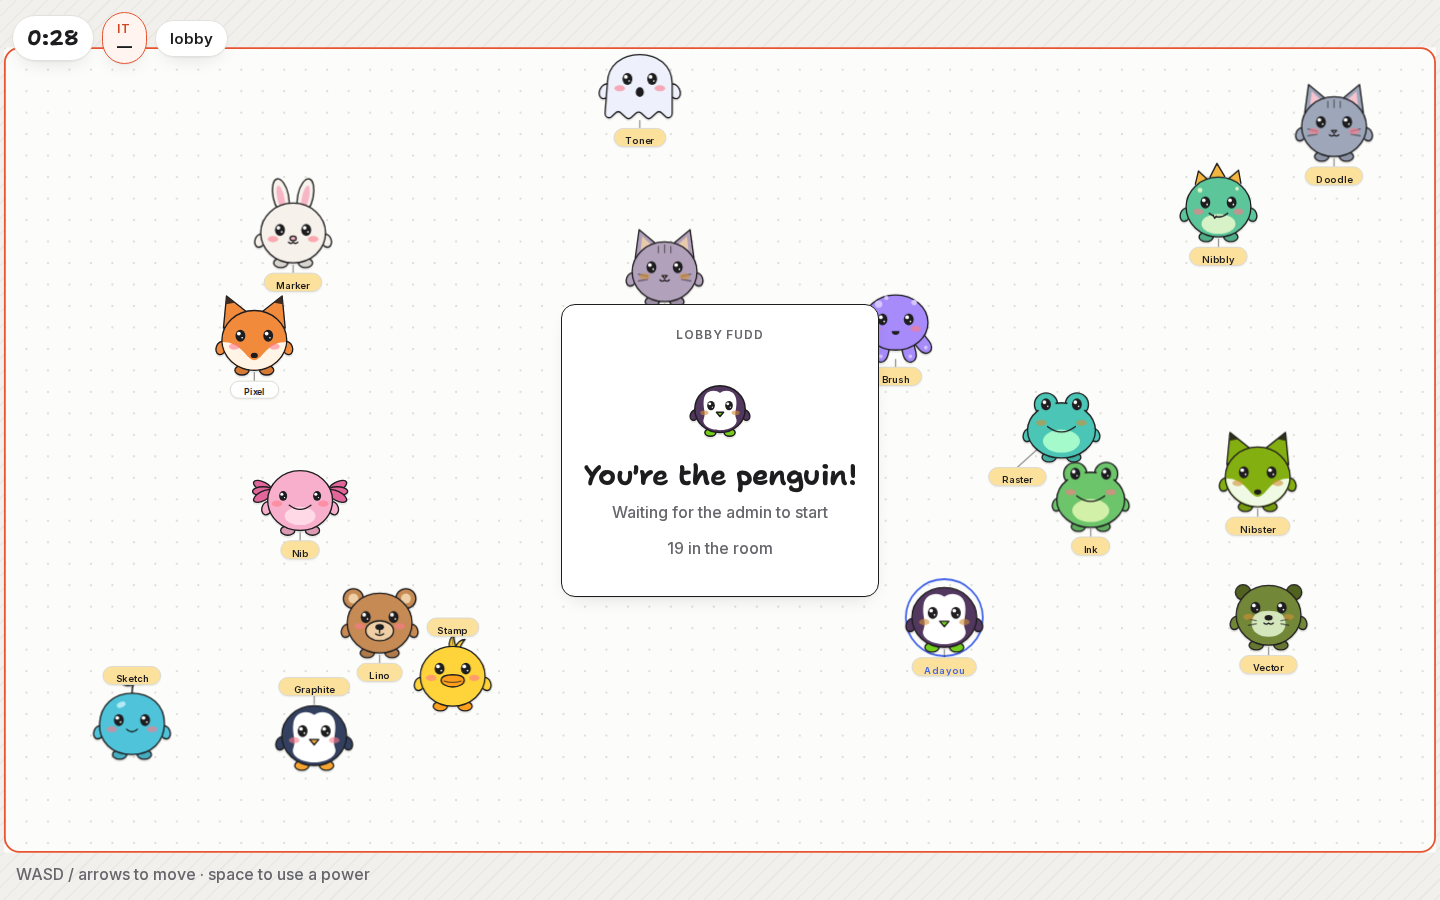 0:28
IT
—
lobby
Toner
Doodle
Nibbly
Marker
Pixel
Brush
LOBBY FUDD
You're the penguin!
Waiting for the admin to start
19 in the room
Raster
Ink
Nibster
Nib
Lino
Stamp
Sketch
Graphite
Adayou
Vector
WASD / arrows to move · space to use a power